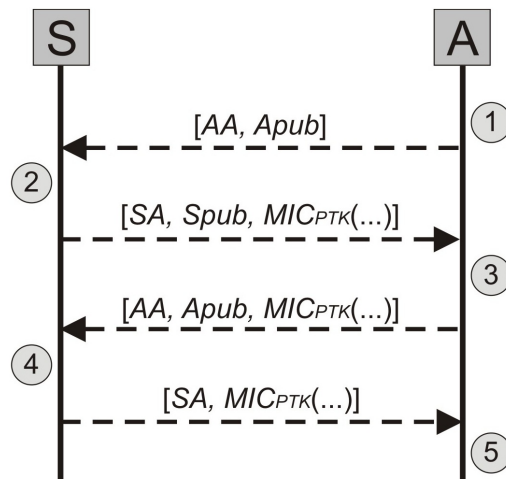 S A
1
[AA, Apub]
2
[SA, Spub, MICPTK(...)]
3
[AA, Apub, MICPTK(...)]
4
[SA, MICPTK(...)]
5